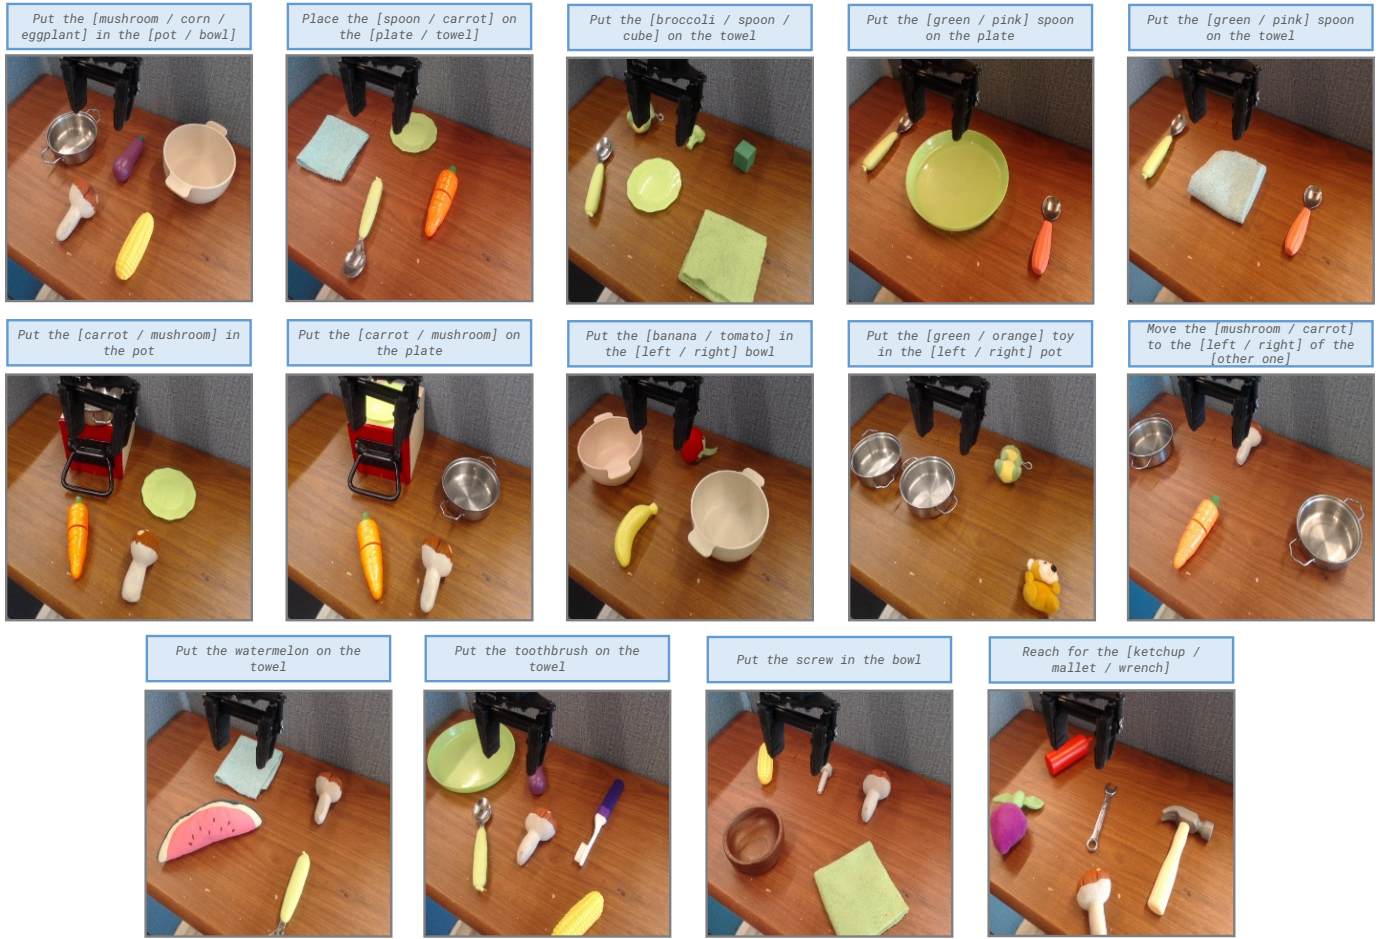 Put the [mushroom / corn /
eggplant] in the [pot / bowl]
Place the [spoon / carrot] on
the [plate / towel]
Put the [broccoli / spoon /
cube] on the towel
Put the [green / pink] spoon
on the plate
Put the [green / pink] spoon
on the towel
Put the [carrot / mushroom] in
the pot
Put the [carrot / mushroom] on
the plate
Put the [banana / tomato] in
the [left / right] bowl
Put the [green / orange] toy
in the [left / right] pot
Move the [mushroom / carrot]
to the [left / right] of the
[other one]
Put the watermelon on the
towel
Put the toothbrush on the
towel
Put the screw in the bowl
Reach for the [ketchup /
mallet / wrench]